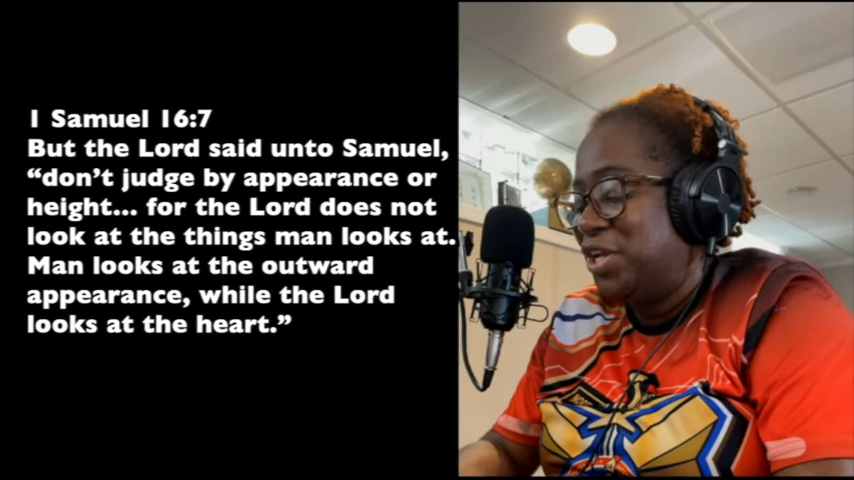 1 Samuel 16:7
But the Lord said unto Samuel,
“don’t judge by appearance or
height... for the Lord does not
look at the things man looks at.
Man looks at the outward
appearance, while the Lord
looks at the heart.”